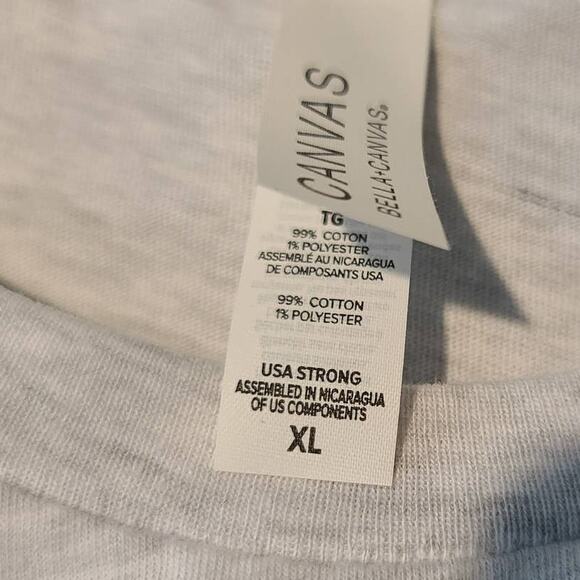 CANVAS
BELLA+CANVAS®
TG
99% COTON
1% POLYESTER
ASSEMBLÉ AU NICARAGUA
DE COMPOSANTS USA
99% COTTON
1% POLYESTER
USA STRONG
ASSEMBLED IN NICARAGUA
OF US COMPONENTS
XL